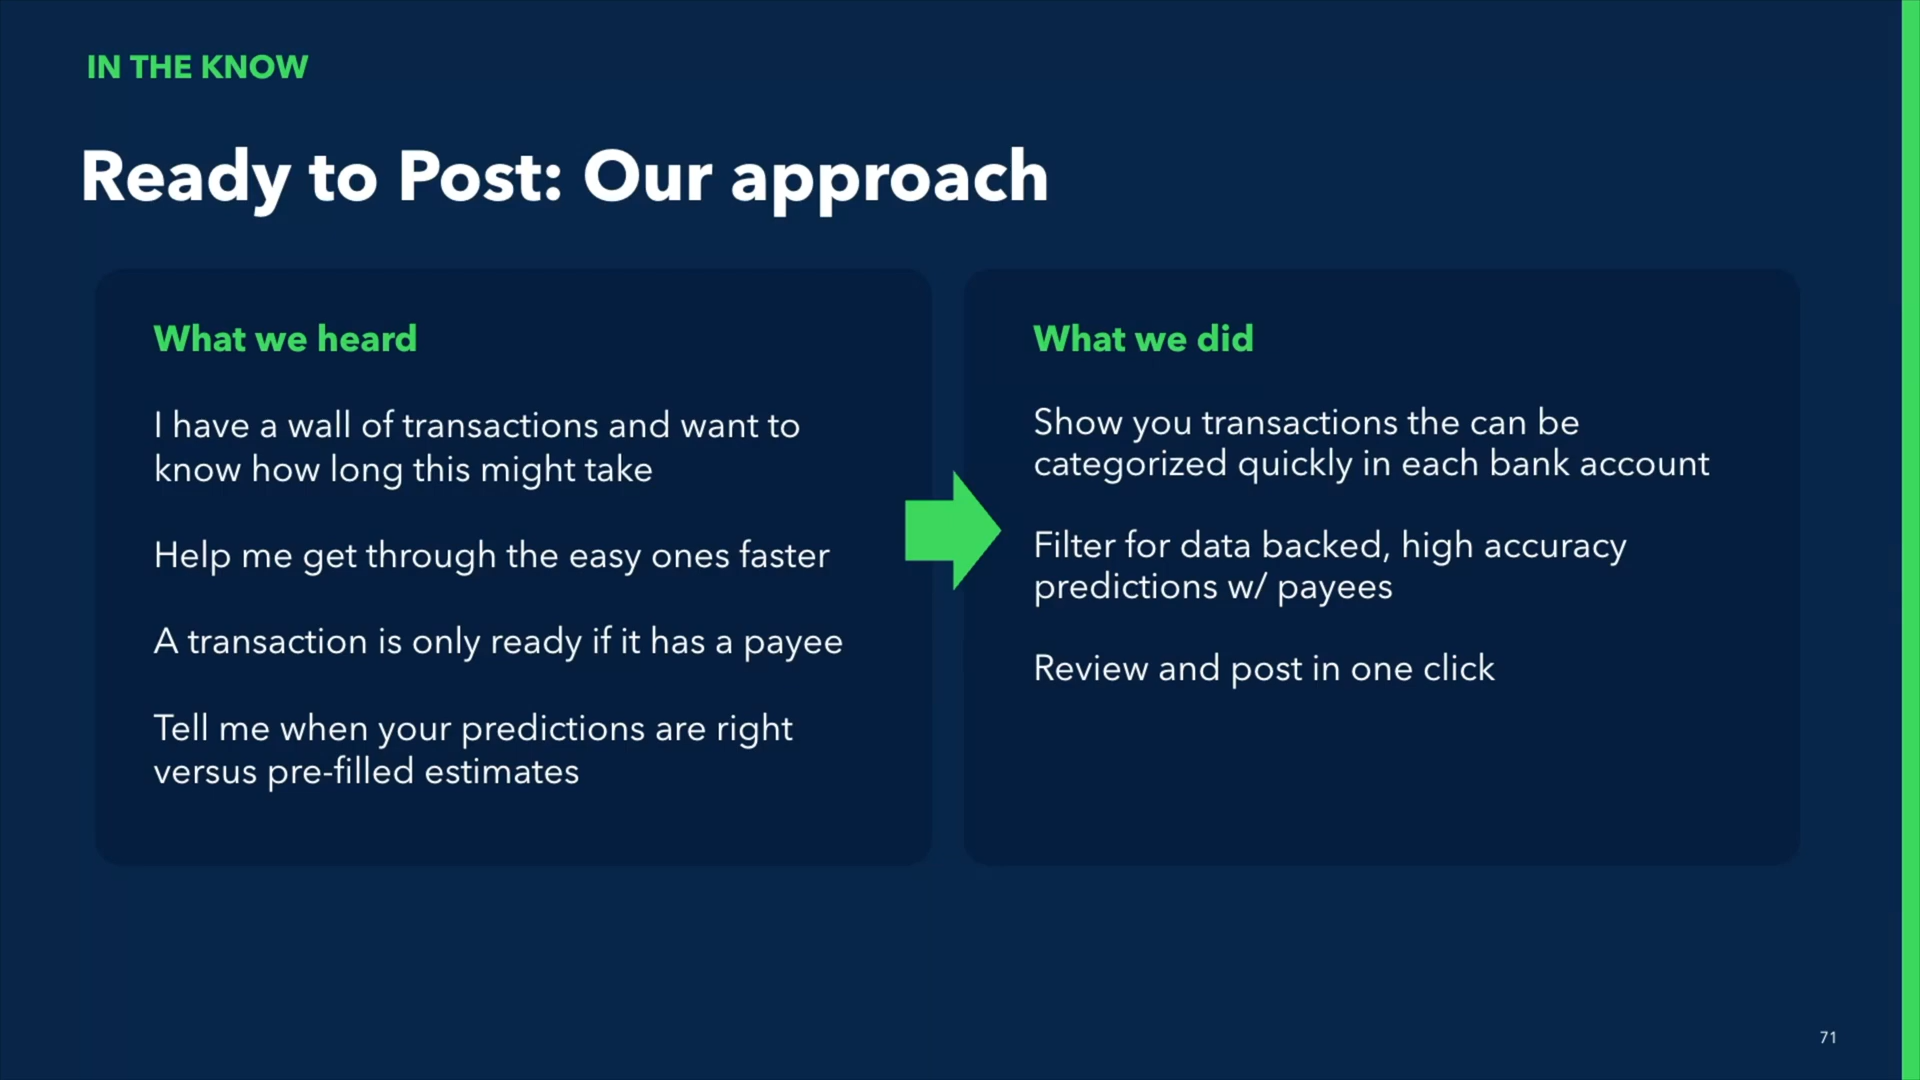 IN THE KNOW
Ready to Post: Our approach
What we heard
I have a wall of transactions and want to
know how long this might take
Help me get through the easy ones faster
A transaction is only ready if it has a payee
Tell me when your predictions are right
versus pre-filled estimates
What we did
Show you transactions the can be
categorized quickly in each bank account
Filter for data backed, high accuracy
predictions w/ payees
Review and post in one click
71